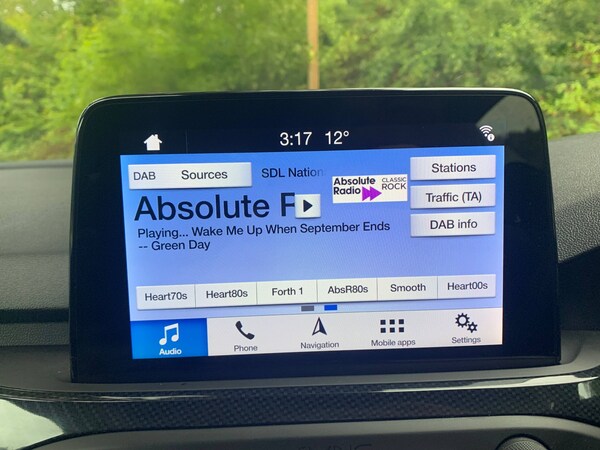 3:17 12°
DAB Sources SDL Nation
Absolute Radio CLASSIC ROCK
Stations
Absolute
Traffic (TA)
Playing... Wake Me Up When September Ends
-- Green Day
DAB info
Heart70s Heart80s Forth 1 AbsR80s Smooth Heart00s
Audio Phone Navigation Mobile apps Settings